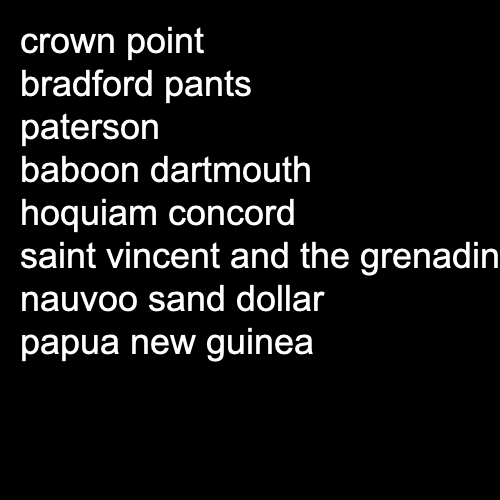 crown point
bradford pants
paterson
baboon dartmouth
hoquiam concord
saint vincent and the grenadin
nauvoo sand dollar
papua new guinea